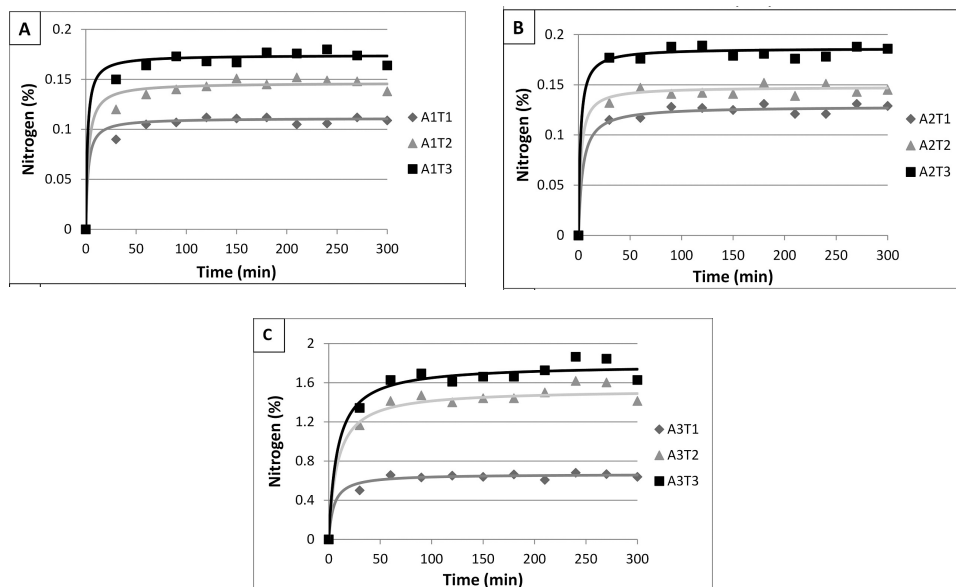 A
Nitrogen (%)
0.2
0.15
0.1
0.05
0
0 50 100 150 200 250 300
Time (min)
A1T1
A1T2
A1T3
B
Nitrogen (%)
0.2
0.15
0.1
0.05
0
0 50 100 150 200 250 300
Time (min)
A2T1
A2T2
A2T3
C
Nitrogen (%)
2
1.6
1.2
0.8
0.4
0
0 50 100 150 200 250 300
Time (min)
A3T1
A3T2
A3T3